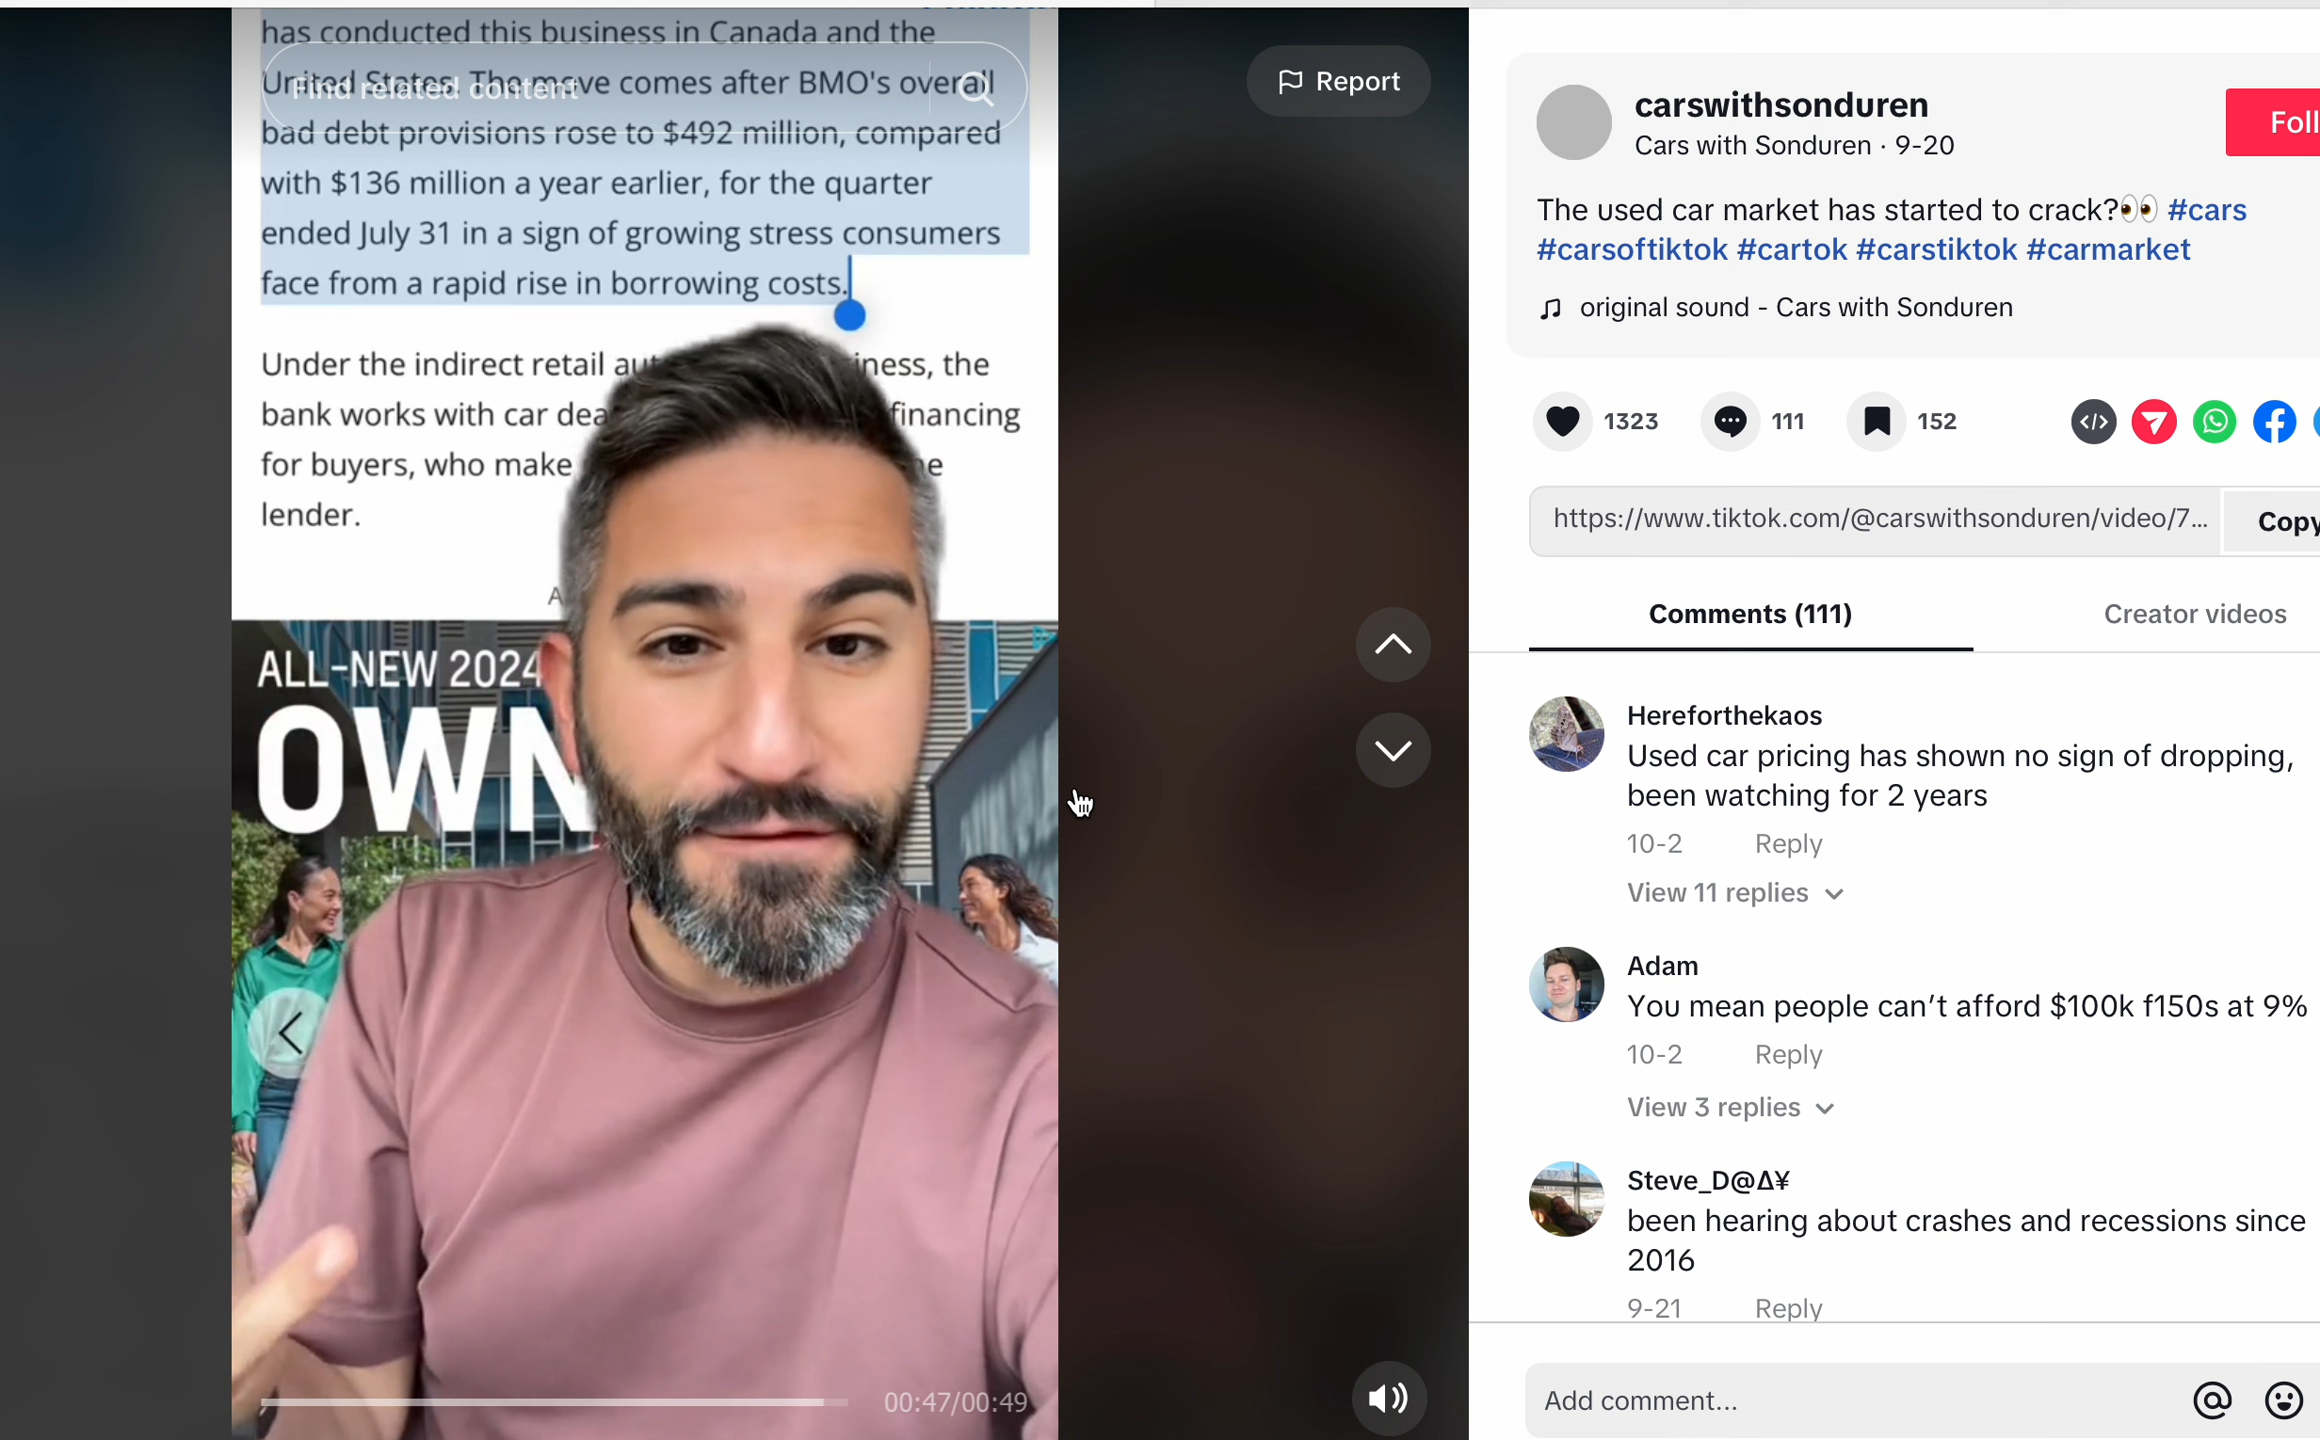 has conducted this business in Canada and the
United States. The move comes after BMO's overall
Find related content
bad debt provisions rose to $492 million, compared
with $136 million a year earlier, for the quarter
ended July 31 in a sign of growing stress consumers
face from a rapid rise in borrowing costs.
Under the indirect retail iness, the
bank works with car financing
for buyers, who make
lender.
ALL-NEW 2024
OWN
00:47/00:49
Report
carswithsonduren
Cars with Sonduren · 9-20
Foll
The used car market has started to crack?👀 #cars
#carsoftiktok #cartok #carstiktok #carmarket
original sound - Cars with Sonduren
1323 111 152
https://www.tiktok.com/@carswithsonduren/video/7...
Copy
Comments (111) Creator videos
Hereforthekaos
Used car pricing has shown no sign of dropping,
been watching for 2 years
10-2 Reply
View 11 replies
Adam
You mean people can’t afford $100k f150s at 9%
10-2 Reply
View 3 replies
Steve_D@Δ¥
been hearing about crashes and recessions since
2016
9-21 Reply
Add comment...